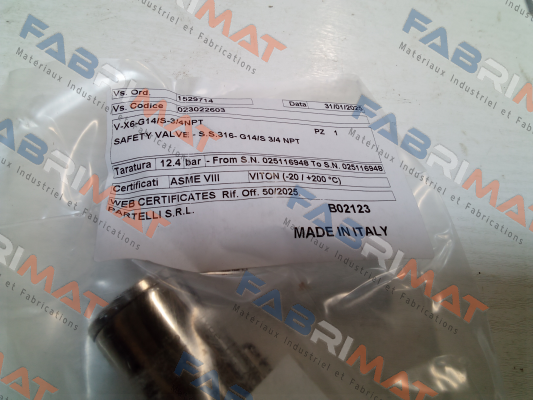 Vs. Ord. 1529714
Vs. Codice 023022603 Data 31/01/2025
V-X6-G14/S-3/4NPT
SAFETY VALVE - S.S.316- G14/S 3/4 NPT PZ 1
Taratura 12.4 bar - From S.N. 025116948 To S.N. 025116948
Certificati ASME VIII VITON (-20 / +200 °C)
WEB CERTIFICATES Rif. Off. 50/2025
PARTELLI S.R.L. B02123
MADE IN ITALY
FABRIMAT
Materiaux Industriel et Fabrications